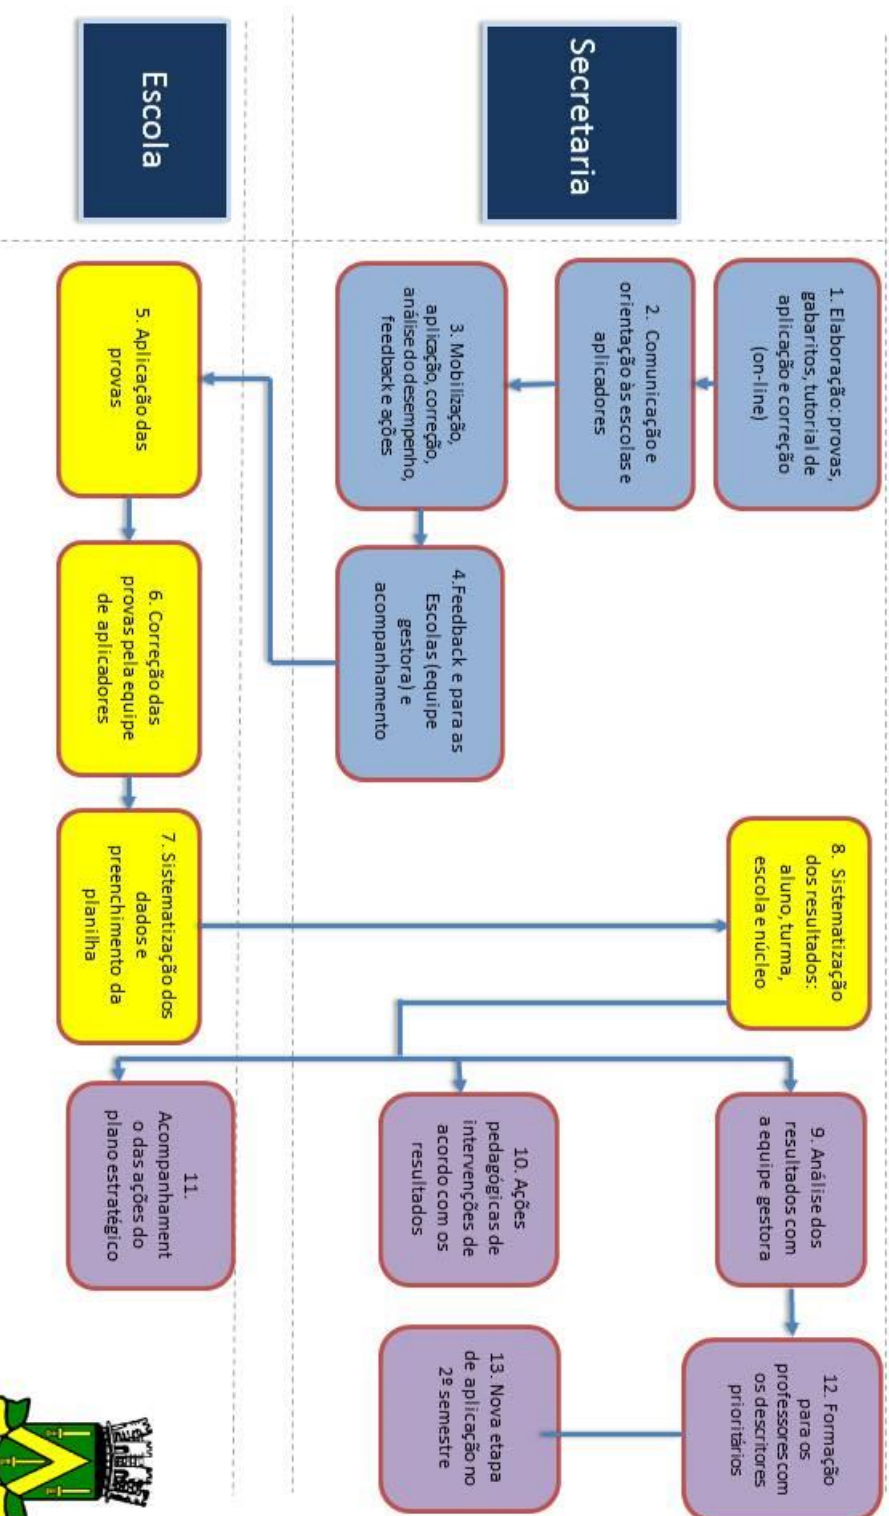 Secretaria
1. Elaboração: provas,
gabaritos, tutorial de
aplicação e correção
(on-line)
2. Comunicação e
orientação às escolas e
aplicadores
3. Mobilização,
aplicação, correção,
análise do desempenho,
feedback e ações
4.Feedback e para as
Escolas (equipe
gestora) e
acompanhamento
8. Sistematização
dos resultados:
aluno, turma,
escola e núcleo
9. Análise dos
resultados com
a equipe gestora
10. Ações
pedagógicas de
intervenções de
acordo com os
resultados
12. Formação
para os
professores com
os descritores
prioritários
13. Nova etapa
de aplicação no
2º semestre
Escola
5. Aplicação das
provas
6. Correção das
provas pela equipe
de aplicadores
7. Sistematização dos
dados e
preenchimento da
planilha
11.
Acompanhament
o das ações do
plano estratégico